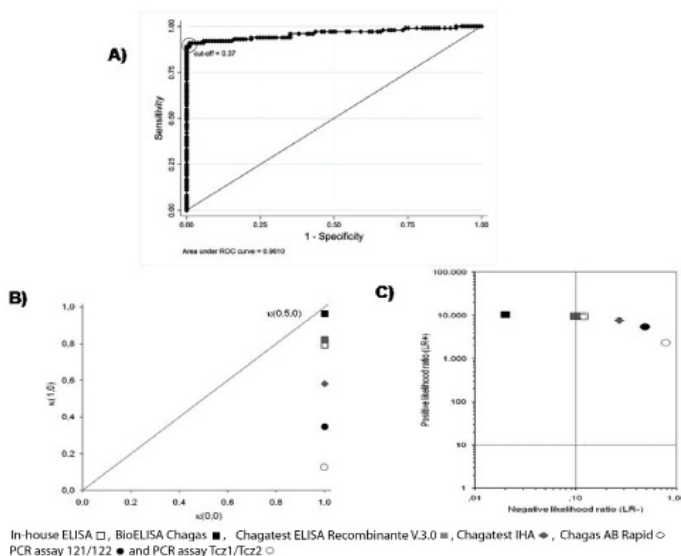 A)
cut-off = 0.37
Sensitivity
1.00
0.75
0.50
0.25
0.00
0.00 0.25 0.50 0.75 1.00
1 - Specificity
Area under ROC curve = 0.9610
B)
κ(0.5,0)
κ(1,0)
1,0
0,8
0,6
0,4
0,2
0,0
0,0 0,2 0,4 0,6 0,8 1,0
κ(0,0)
C)
Positive likelihood ratio (LR+)
100.000
10.000
1.000
100
10
1
.01 .10 1.0
Negative likelihood ratio (LR-)
In-house ELISA □, BioELISA Chagas ■, Chagatest ELISA Recombinante V.3.0 ■, Chagatest IHA ◆, Chagas AB Rapid ◇
PCR assay 121/122 ● and PCR assay Tcz1/Tcz2 ○